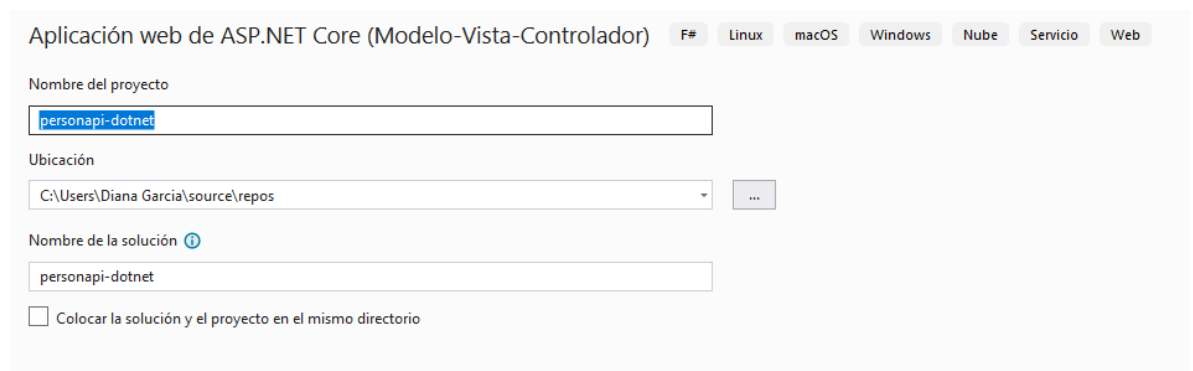 Aplicación web de ASP.NET Core (Modelo-Vista-Controlador) F# Linux macOS Windows Nube Servicio Web
Nombre del proyecto
personapi-dotnet
Ubicación
C:\Users\Diana Garcia\source\repos ...
Nombre de la solución
personapi-dotnet
Colocar la solución y el proyecto en el mismo directorio